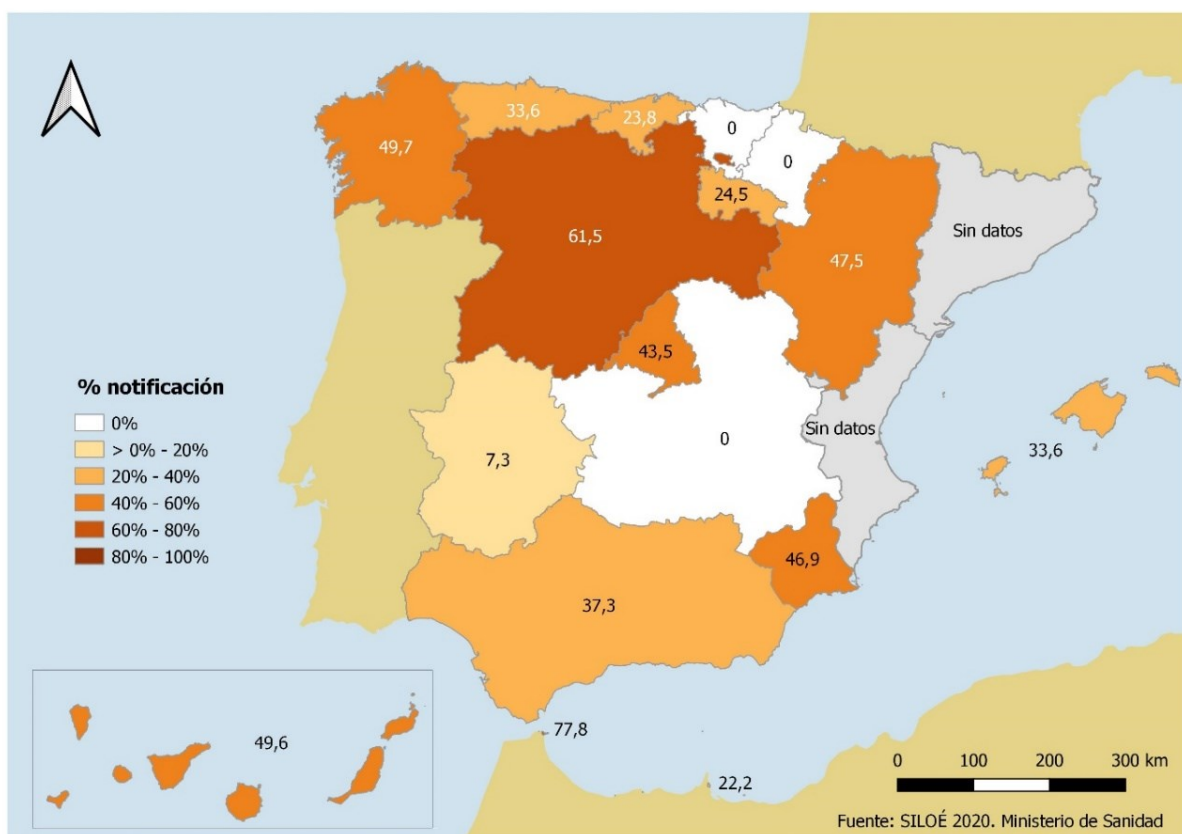 33,6
23,8
0
0
49,7
24,5
Sin datos
61,5
47,5
43,5
% notificación
0%
> 0% - 20%
20% - 40%
40% - 60%
60% - 80%
80% - 100%
Sin datos
0
33,6
7,3
46,9
37,3
77,8
49,6
0 100 200 300 km
22,2
Fuente: SILOÉ 2020. Ministerio de Sanidad